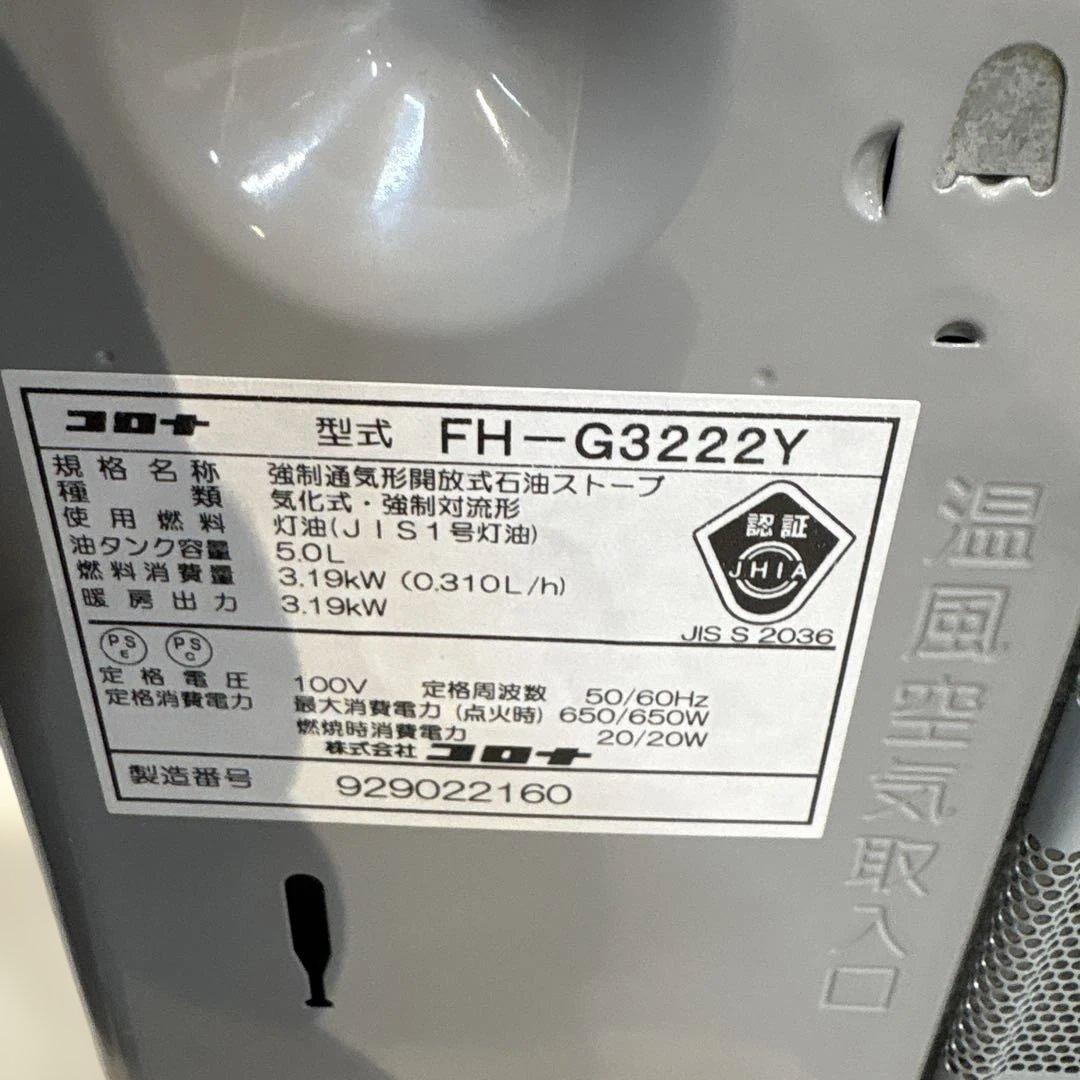 コロナ 型式 FH－G3222Y
規格名称 強制通気形開放式石油ストーブ
種類 気化式・強制対流形
使用燃料 灯油(JIS1号灯油)
油タンク容量 5.0L
燃料消費量 3.19kW (0.310L/h)
暖房出力 3.19kW
認証
JHIA
JIS S 2036
PS E PS C
定格電圧 100V 定格周波数 50/60Hz
定格消費電力 最大消費電力 (点火時) 650/650W
燃焼時消費電力 20/20W
株式会社 コロナ
製造番号 929022160
温風空気取入口